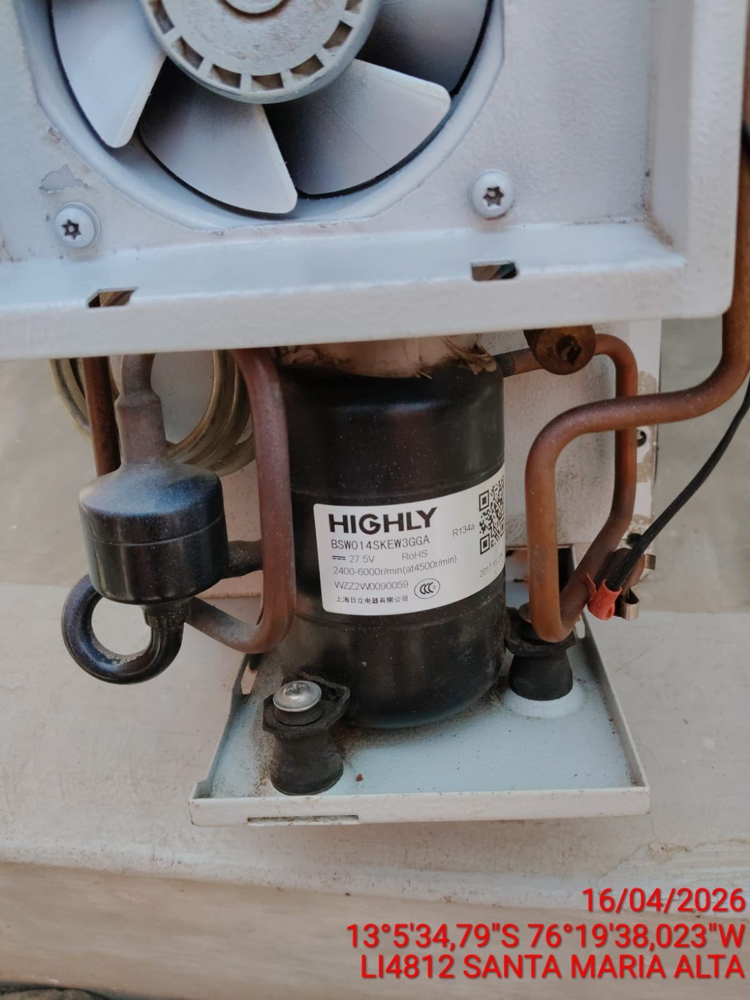 HIGHLY
BSW014SKEW3GGA
R134a
27.5V RoHS
2400-6000r/min(at4500r/min)
WZZ2W0090059
CCC S
上海日立电器有限公司
16/04/2026
13°5'34,79"S 76°19'38,023"W
LI4812 SANTA MARIA ALTA